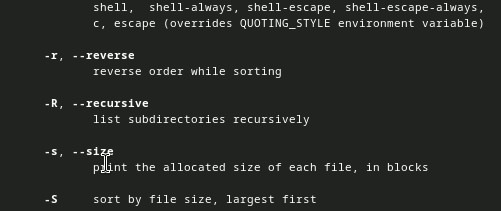 shell, shell-always, shell-escape, shell-escape-always,
c, escape (overrides QUOTING_STYLE environment variable)
-r, --reverse
reverse order while sorting
-R, --recursive
list subdirectories recursively
-s, --size
print the allocated size of each file, in blocks
-S sort by file size, largest first